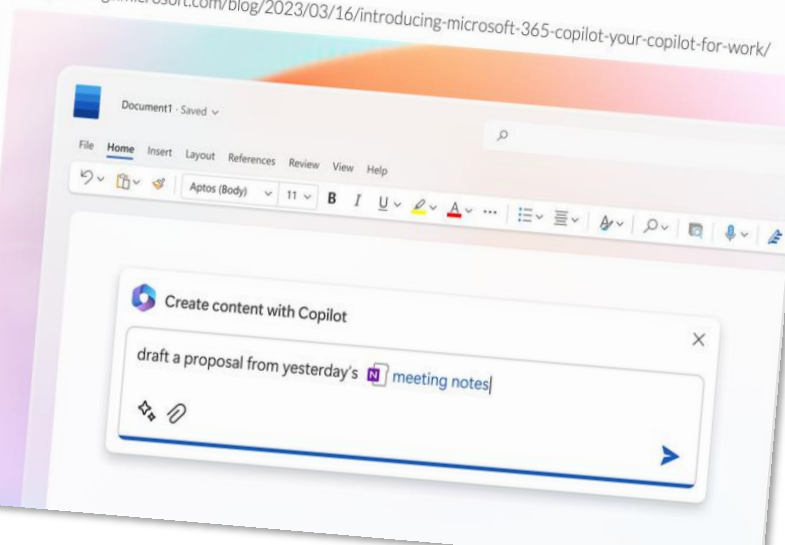 microsoft.com/blog/2023/03/16/introducing-microsoft-365-copilot-your-copilot-for-work/
Document1 · Saved
File Home Insert Layout References Review View Help
Aptos (Body) 11 B I U A
Create content with Copilot
draft a proposal from yesterday's N meeting notes